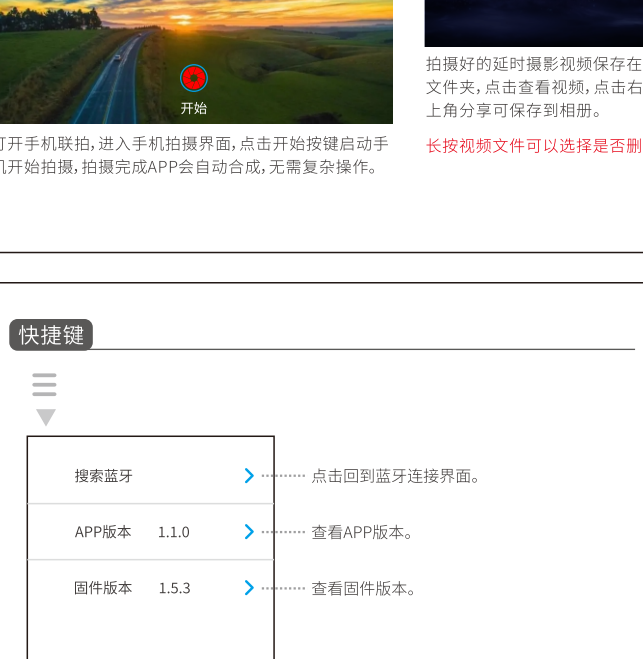 开始
打开手机联拍，进入手机拍摄界面，点击开始按键启动手
机开始拍摄，拍摄完成APP会自动合成，无需复杂操作。
拍摄好的延时摄影视频保存在
文件夹，点击查看视频，点击右
上角分享可保存到相册。
长按视频文件可以选择是否删
快捷键
搜索蓝牙 点击回到蓝牙连接界面。
APP版本 1.1.0 查看APP版本。
固件版本 1.5.3 查看固件版本。